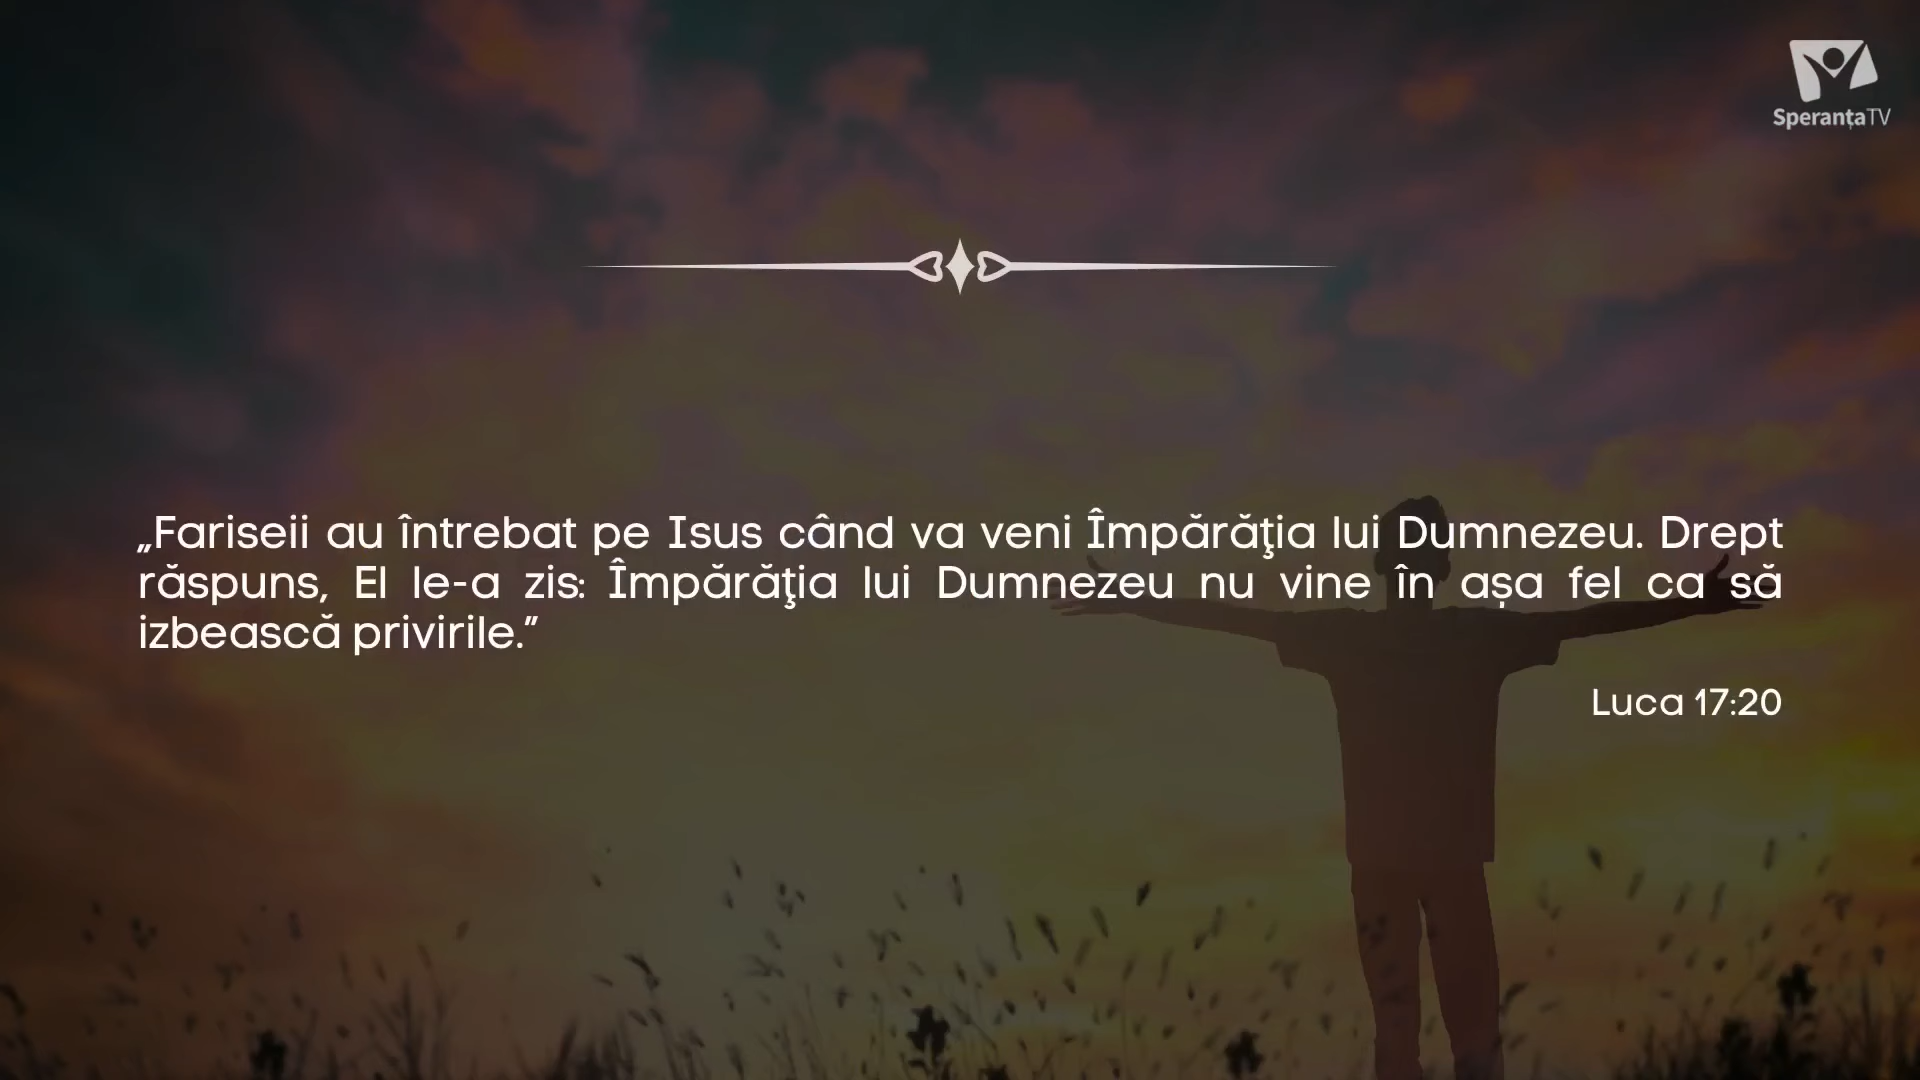 SperanțaTV
„Fariseii au întrebat pe Isus când va veni Împărăţia lui Dumnezeu. Drept
răspuns, El le-a zis: Împărăţia lui Dumnezeu nu vine în așa fel ca să
izbească privirile.”
Luca 17:20